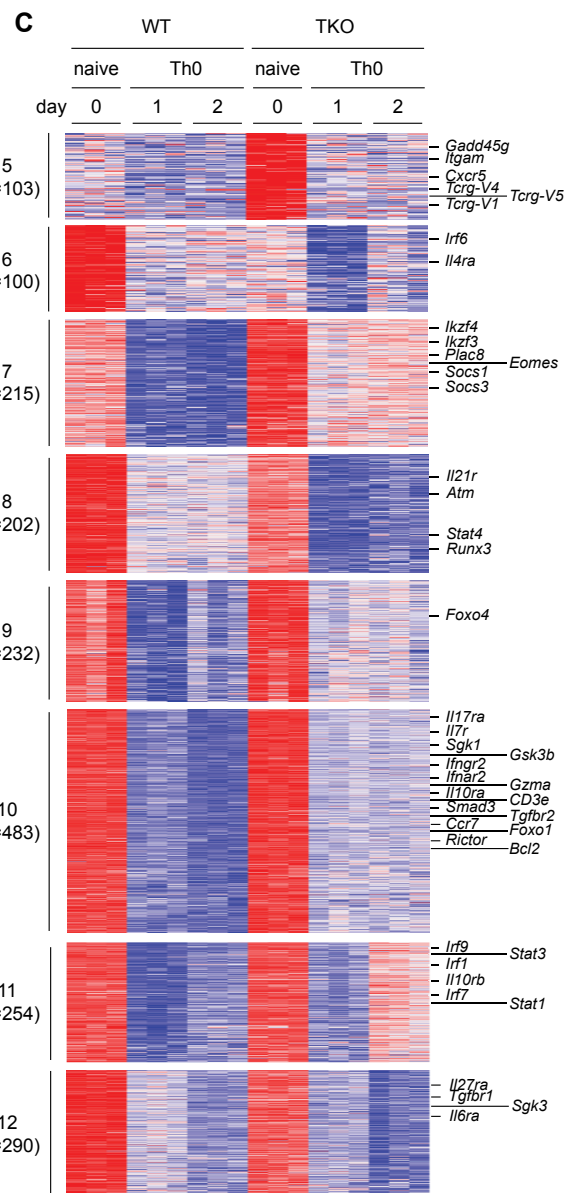 C
WT TKO
naive Th0 naive Th0
day 0 1 2 0 1 2
5
=103)
Gadd45g
Itgam
Cxcr5
Tcrg-V4
Tcrg-V5
Tcrg-V1
6
=100)
Irf6
Il4ra
7
=215)
Ikzf4
Ikzf3
Plac8
Eomes
Socs1
Socs3
8
=202)
Il21r
Atm
Stat4
Runx3
9
=232)
Foxo4
10
=483)
Il17ra
Il7r
Sgk1
Gsk3b
Ifngr2
Ifnar2
Gzma
Il10ra
CD3e
Smad3
Tgfbr2
Ccr7
Foxo1
Rictor
Bcl2
11
=254)
Irf9
Stat3
Irf1
Il10rb
Irf7
Stat1
12
=290)
Il27ra
Tgfbr1
Sgk3
Il6ra